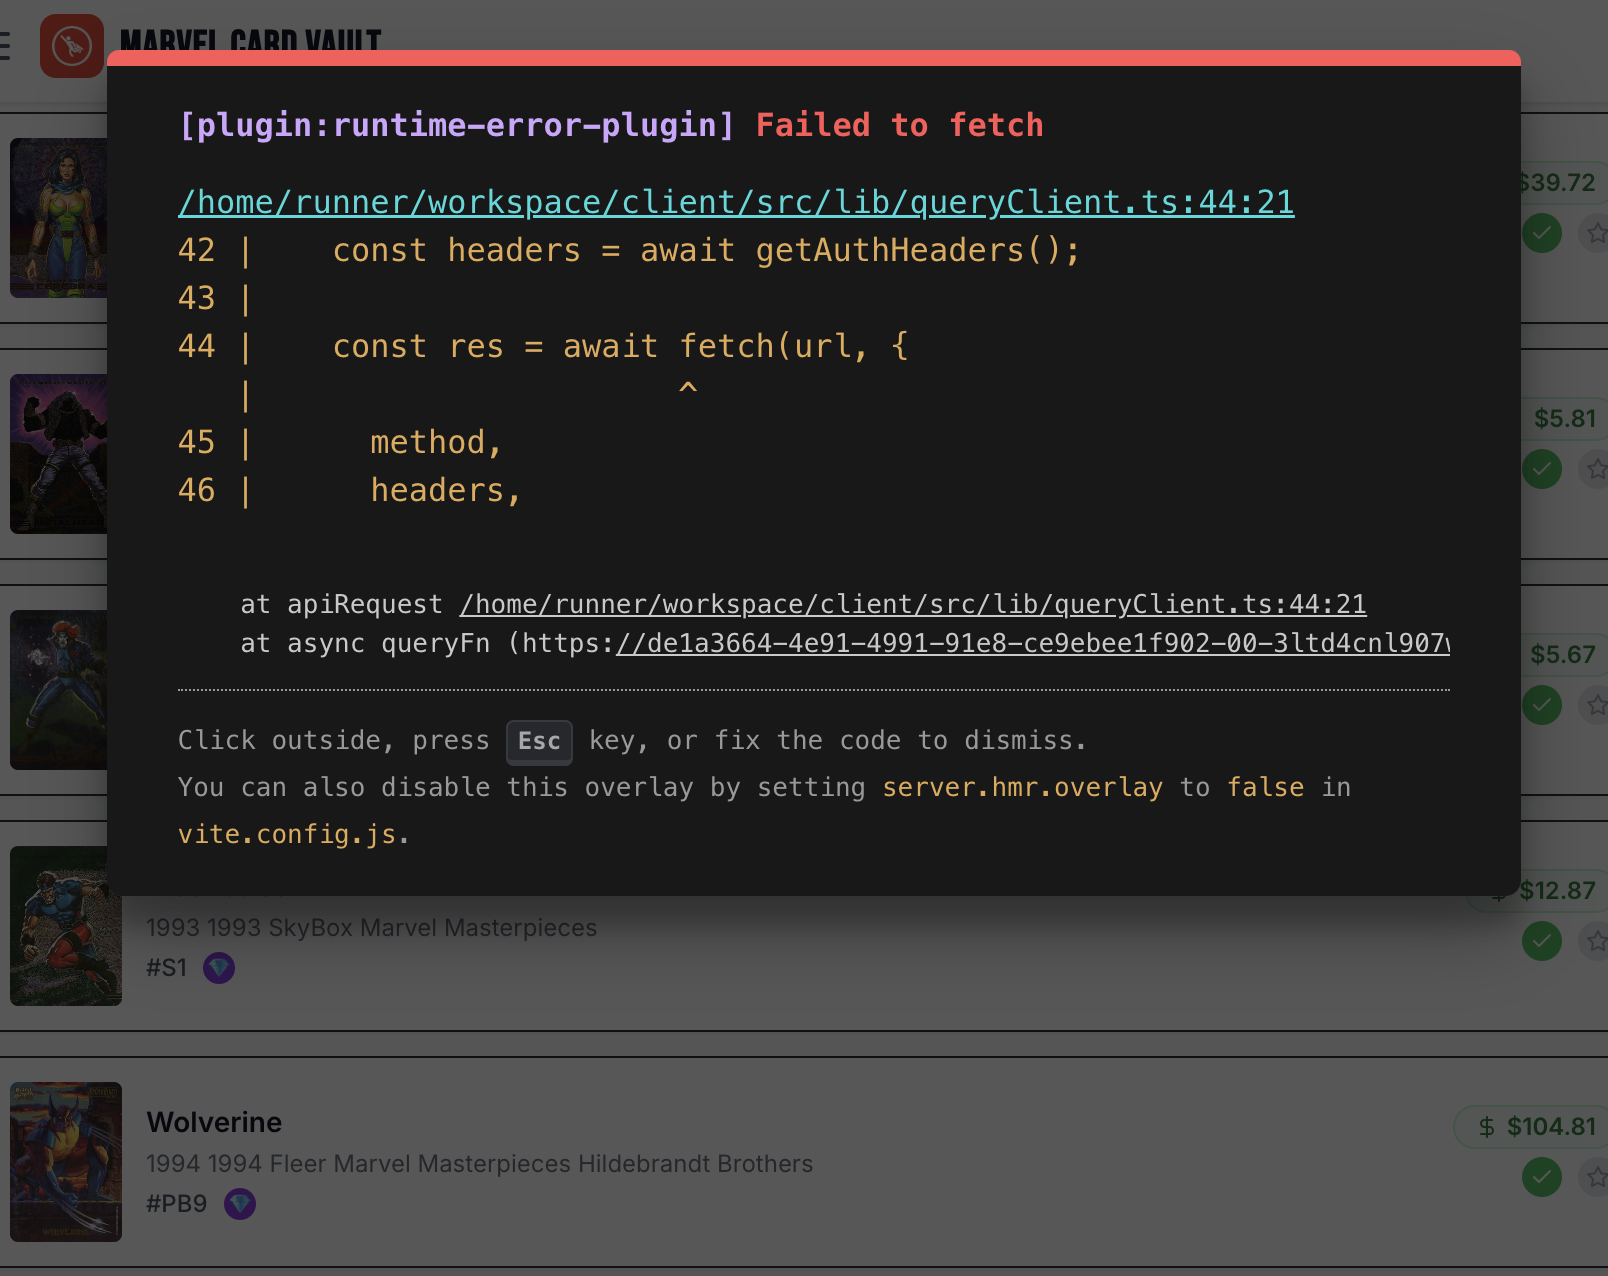 MARVEL CARD VAULT
[plugin:runtime-error-plugin] Failed to fetch
/home/runner/workspace/client/src/lib/queryClient.ts:44:21
42 |    const headers = await getAuthHeaders();
43 |
44 |    const res = await fetch(url, {
|                      ^
45 |      method,
46 |      headers,
at apiRequest /home/runner/workspace/client/src/lib/queryClient.ts:44:21
at async queryFn (https://de1a3664-4e91-4991-91e8-ce9ebee1f902-00-3ltd4cnl907
Click outside, press Esc key, or fix the code to dismiss.
You can also disable this overlay by setting server.hmr.overlay to false in
vite.config.js.
$39.72
$5.81
$5.67
$ $12.87
1993 1993 SkyBox Marvel Masterpieces
#S1
Wolverine
$ $104.81
1994 1994 Fleer Marvel Masterpieces Hildebrandt Brothers
#PB9